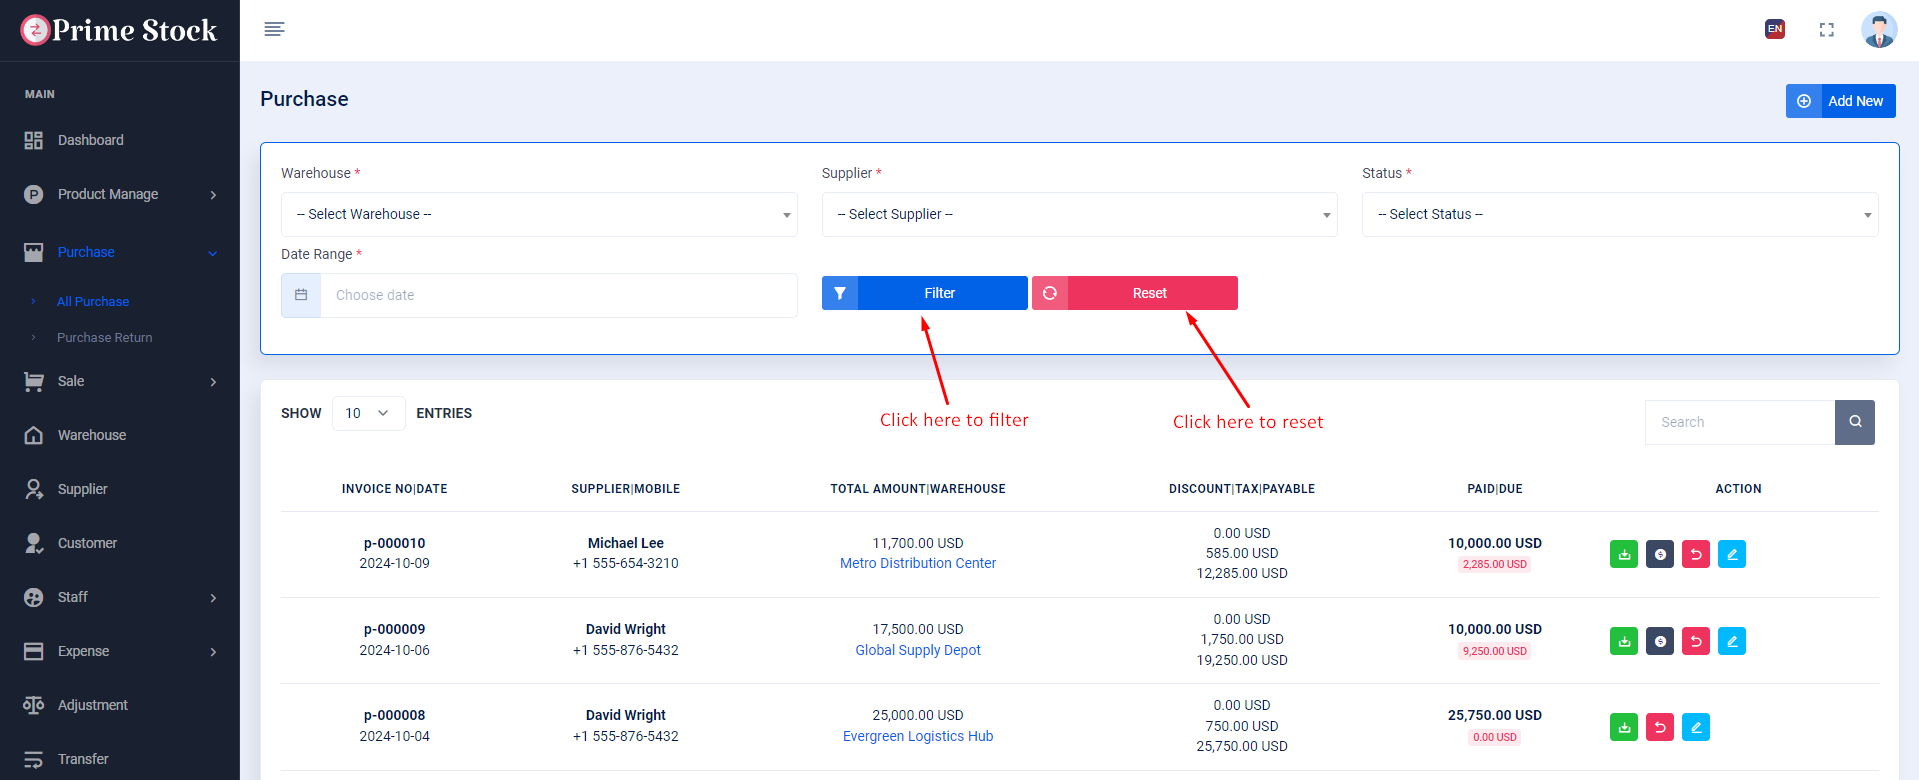 Prime Stock
EN
MAIN
Dashboard
P Product Manage
Purchase
All Purchase
Purchase Return
Sale
Warehouse
Supplier
Customer
Staff
Expense
Adjustment
Transfer
Purchase
Add New
Warehouse * Supplier * Status *
-- Select Warehouse -- -- Select Supplier -- -- Select Status --
Date Range *
Choose date Filter Reset
Click here to filter Click here to reset
SHOW 10 ENTRIES Search
INVOICE NO|DATE SUPPLIER|MOBILE TOTAL AMOUNT|WAREHOUSE DISCOUNT|TAX|PAYABLE PAID|DUE ACTION
0.00 USD
p-000010 Michael Lee 11,700.00 USD 10,000.00 USD
585.00 USD
2024-10-09 +1 555-654-3210 Metro Distribution Center 2,285.00 USD
12,285.00 USD
0.00 USD
p-000009 David Wright 17,500.00 USD 10,000.00 USD
1,750.00 USD
2024-10-06 +1 555-876-5432 Global Supply Depot 9,250.00 USD
19,250.00 USD
0.00 USD
p-000008 David Wright 25,000.00 USD 25,750.00 USD
750.00 USD
2024-10-04 +1 555-876-5432 Evergreen Logistics Hub 0.00 USD
25,750.00 USD